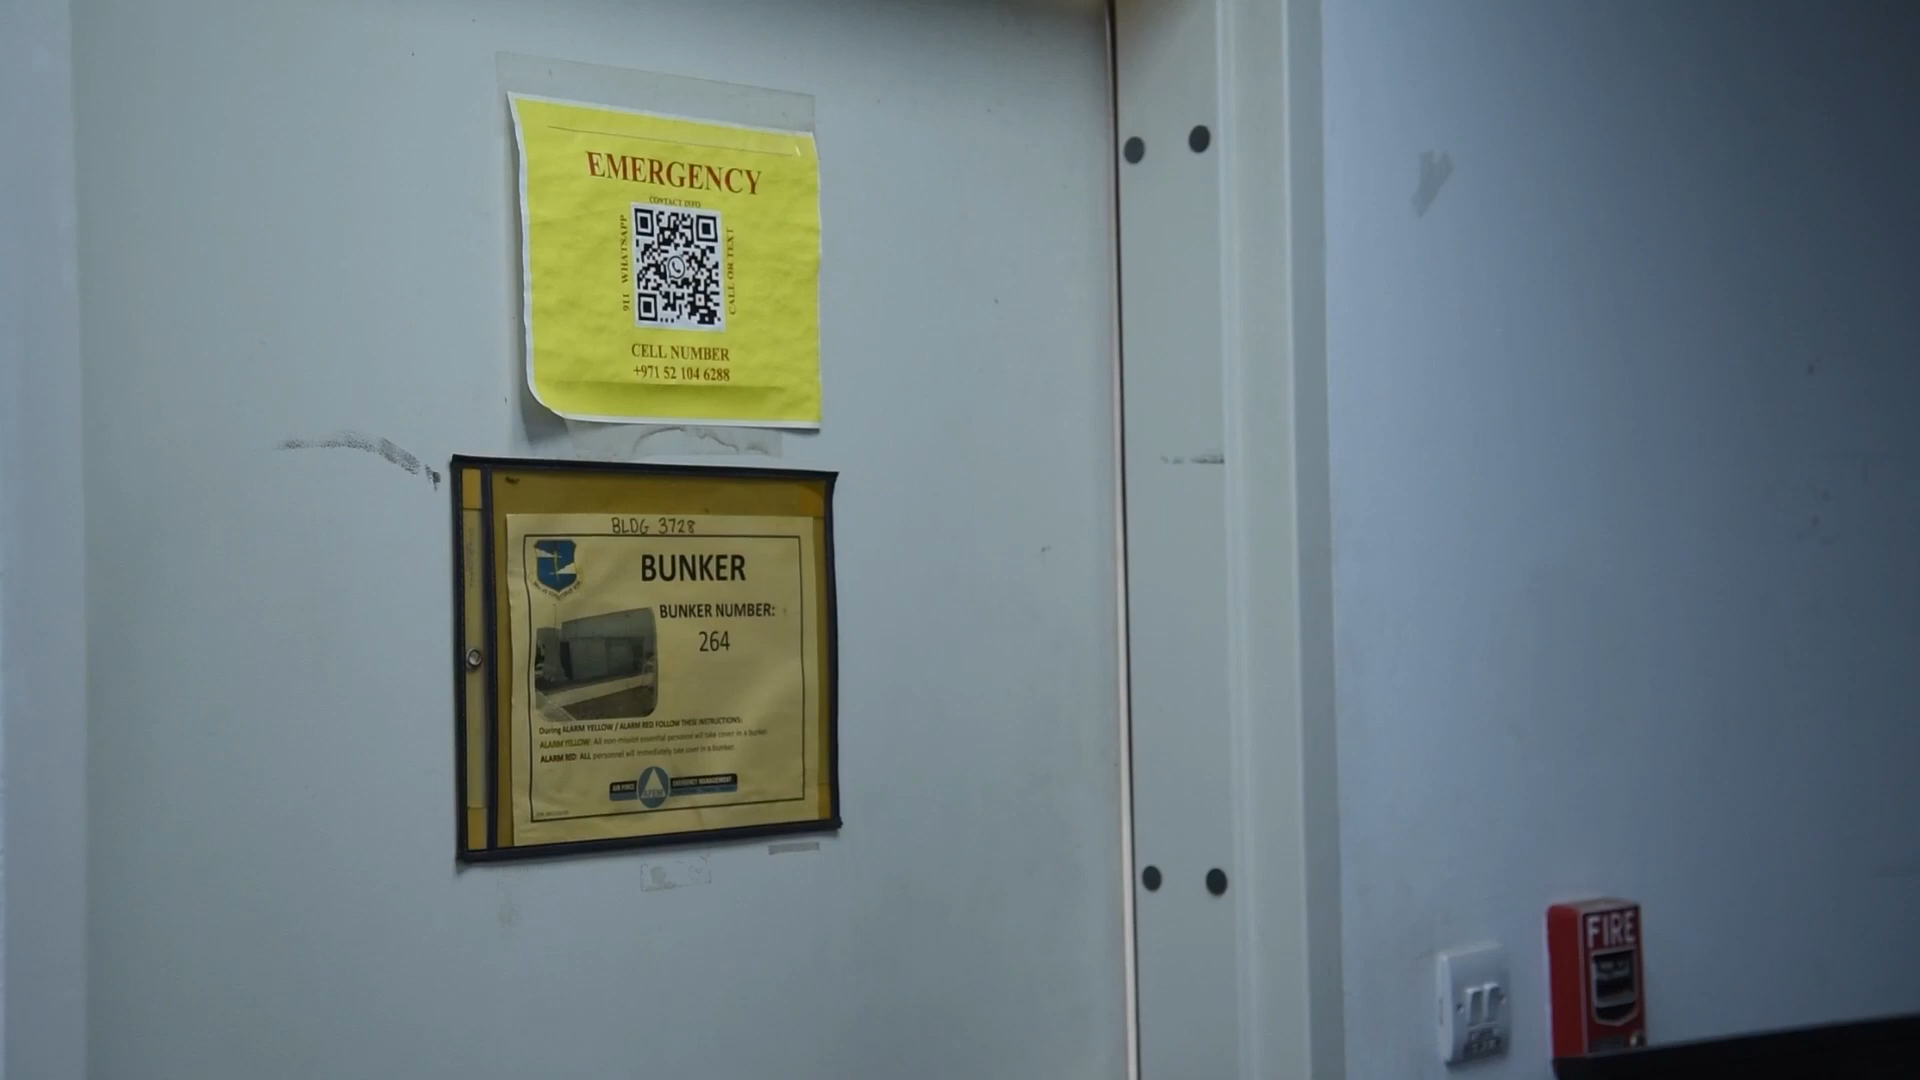 EMERGENCY
CONTACT INFO
911 WHATSAPP
CALL OR TEXT
CELL NUMBER
+971 52 104 6288
BLDG 3728
BUNKER
BUNKER NUMBER:
264
During ALARM YELLOW / ALARM RED FOLLOW THESE INSTRUCTIONS:
ALARM YELLOW: All non-mission essential personnel will take cover in a bunker.
ALARM RED: ALL personnel will immediately take cover in a bunker.
AIR FORCE
AFEM
EMERGENCY MANAGEMENT
FIRE